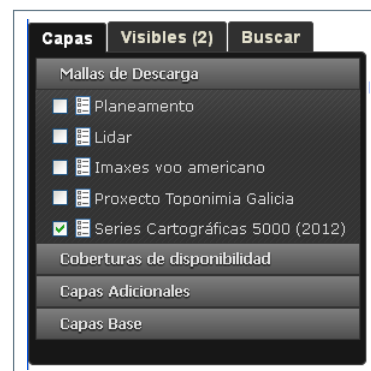 Capas Visibles (2) Buscar
Mallas de Descarga
Planeamento
Lidar
Imaxes voo americano
Proxecto Toponimia Galicia
Series Cartográficas 5000 (2012)
Coberturas de disponibilidad
Capas Adicionales
Capas Base